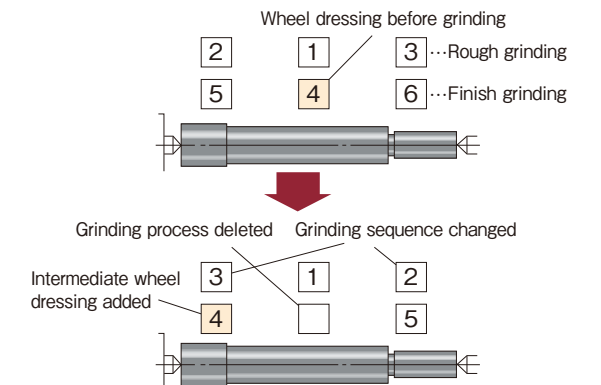 Wheel dressing before grinding
2 1 3 …Rough grinding
5 4 6 …Finish grinding
Grinding process deleted Grinding sequence changed
3 1 2
Intermediate wheel
dressing added
4 5